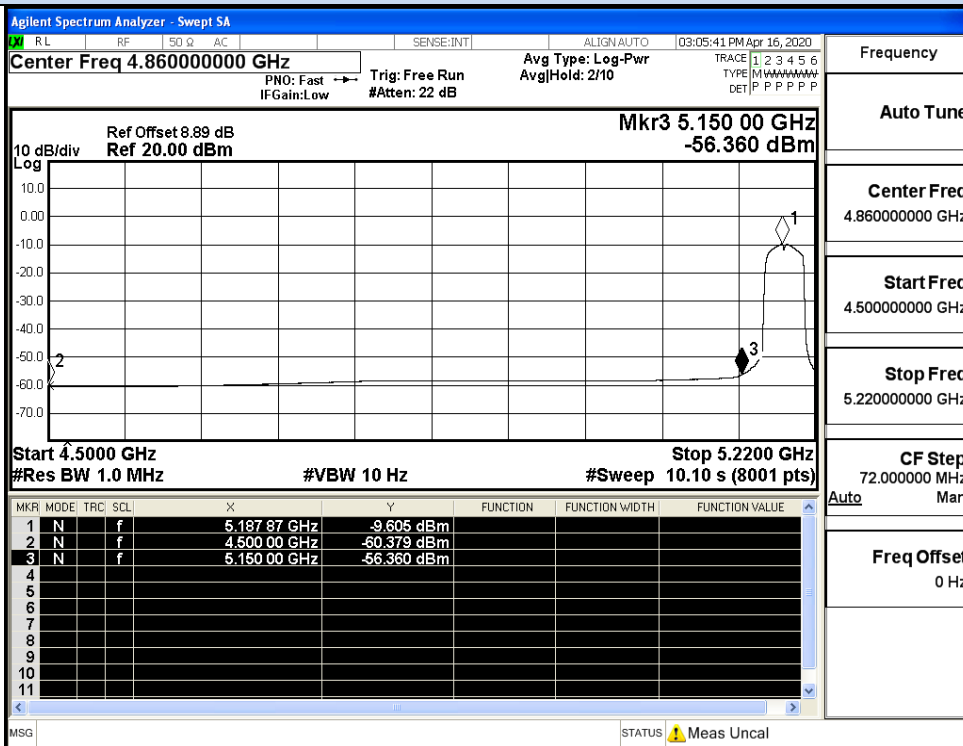 Agilent Spectrum Analyzer - Swept SA
LXI RL RF 50 Ω AC SENSE:INT ALIGN AUTO 03:05:41 PM Apr 16, 2020
Center Freq 4.860000000 GHz Avg Type: Log-Pwr TRACE 1 2 3 4 5 6
PNO: Fast Trig: Free Run Avg|Hold: 2/10 TYPE M WWWWW
IFGain:Low #Atten: 22 dB DET P P P P P P
Frequency
Mkr3 5.150 00 GHz
-56.360 dBm
Ref Offset 8.89 dB
10 dB/div Ref 20.00 dBm
Log
10.0
0.00
-10.0
-20.0
-30.0
-40.0
-50.0
-60.0
-70.0
1
2
3
Start 4.5000 GHz Stop 5.2200 GHz
#Res BW 1.0 MHz #VBW 10 Hz #Sweep 10.10 s (8001 pts)
MKR MODE TRC SCL X Y FUNCTION FUNCTION WIDTH FUNCTION VALUE
1 N f 5.187 87 GHz -9.605 dBm
2 N f 4.500 00 GHz -60.379 dBm
3 N f 5.150 00 GHz -56.360 dBm
4
5
6
7
8
9
10
11
MSG STATUS Meas Uncal
Auto Tune
Center Freq
4.860000000 GHz
Start Freq
4.500000000 GHz
Stop Freq
5.220000000 GHz
CF Step
72.000000 MHz
Auto Man
Freq Offset
0 Hz